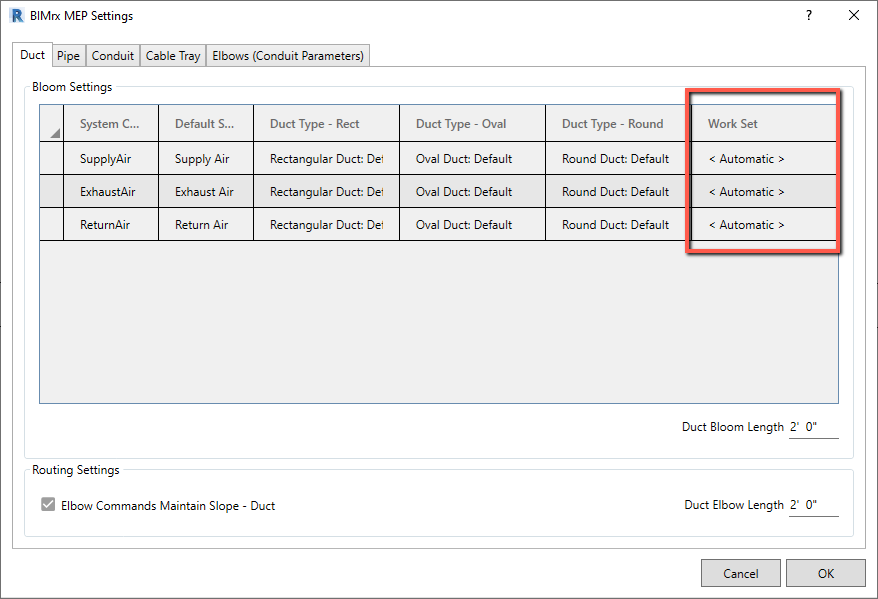 BIMrx MEP Settings ?
Duct Pipe Conduit Cable Tray Elbows (Conduit Parameters)
Bloom Settings
System C... Default S... Duct Type - Rect Duct Type - Oval Duct Type - Round Work Set
SupplyAir Supply Air Rectangular Duct: Def Oval Duct: Default Round Duct: Default < Automatic >
ExhaustAir Exhaust Air Rectangular Duct: Def Oval Duct: Default Round Duct: Default < Automatic >
ReturnAir Return Air Rectangular Duct: Def Oval Duct: Default Round Duct: Default < Automatic >
Duct Bloom Length 2' 0"
Routing Settings
Elbow Commands Maintain Slope - Duct Duct Elbow Length 2' 0"
Cancel OK